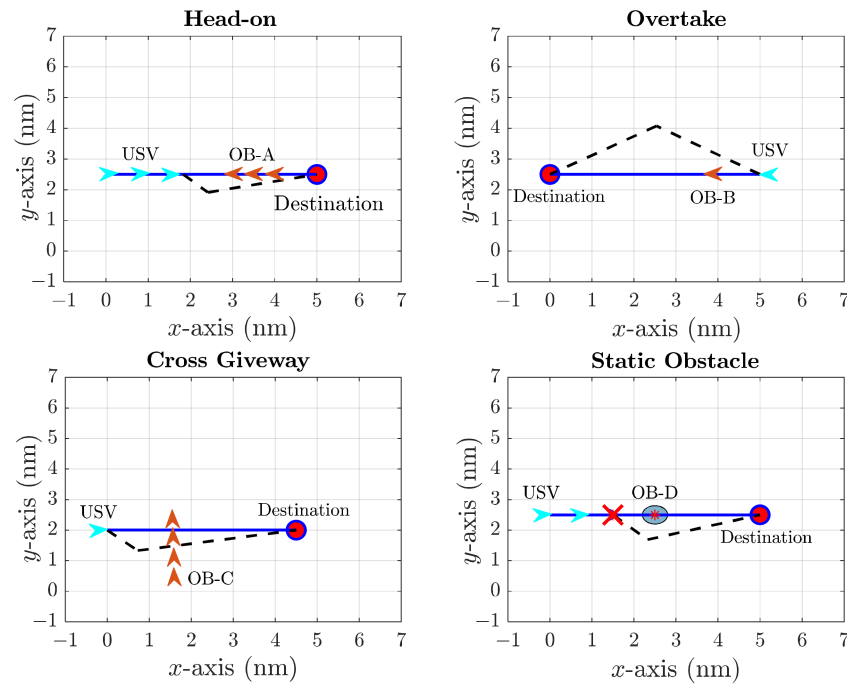 Head-on
7
6
5
4
3
2
1
0
−1
y-axis (nm)
USV
OB-A
Destination
−1 0 1 2 3 4 5 6 7
x-axis (nm)
Overtake
7
6
5
4
3
2
1
0
−1
y-axis (nm)
USV
Destination
OB-B
−1 0 1 2 3 4 5 6 7
x-axis (nm)
Cross Giveway
7
6
5
4
3
2
1
0
−1
y-axis (nm)
USV
Destination
OB-C
−1 0 1 2 3 4 5 6 7
x-axis (nm)
Static Obstacle
7
6
5
4
3
2
1
0
−1
y-axis (nm)
USV
OB-D
Destination
−1 0 1 2 3 4 5 6 7
x-axis (nm)